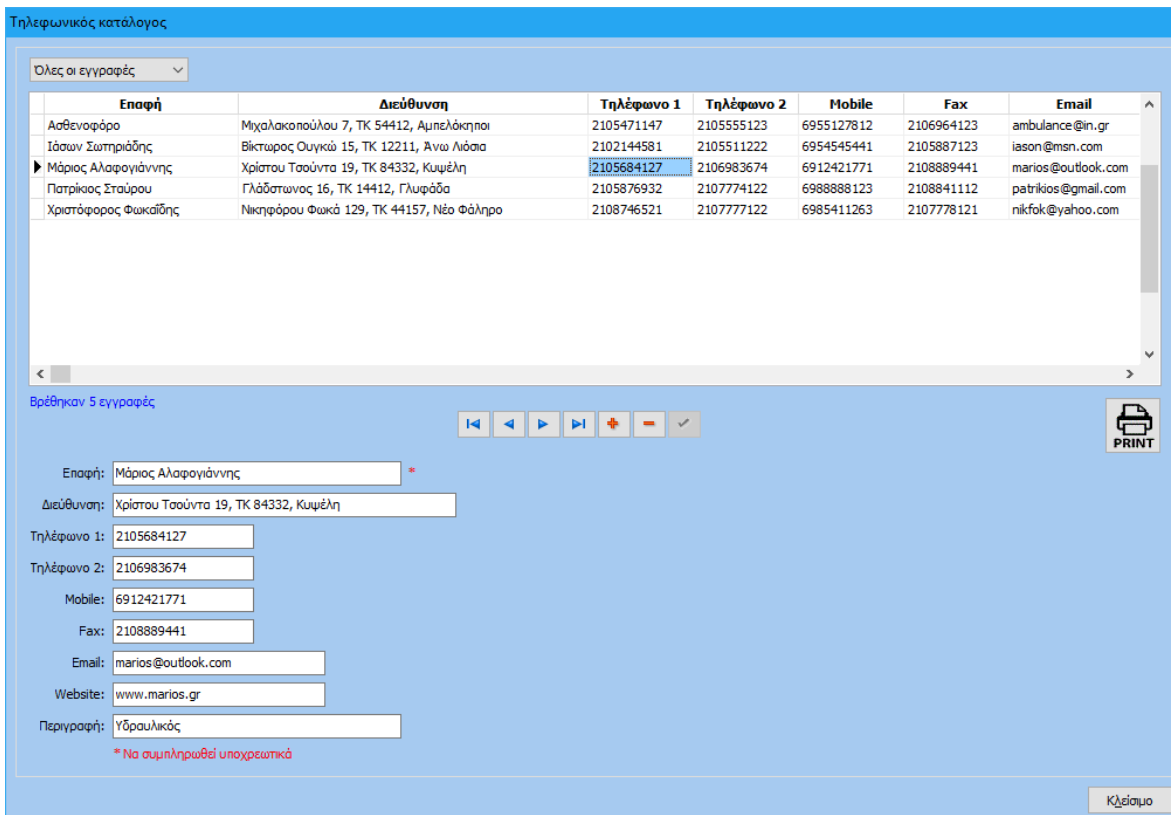 Τηλεφωνικός κατάλογος
Όλες οι εγγραφές
Επαφή Διεύθυνση Τηλέφωνο 1 Τηλέφωνο 2 Mobile Fax Email
Ασθενοφόρο Μιχαλακοπούλου 7, ΤΚ 54412, Αμπελόκηποι 2105471147 2105555123 6955127812 2106964123 ambulance@in.gr
Ιάσων Σωτηριάδης Βίκτωρος Ουγκώ 15, ΤΚ 12211, Άνω Λιόσια 2102144581 2105511222 6954545441 2105887123 iason@msn.com
Μάριος Αλαφογιάννης Χρίστου Τσούντα 19, ΤΚ 84332, Κυψέλη 2105684127 2106983674 6912421771 2108889441 marios@outlook.com
Πατρίκιος Σταύρου Γλάδστωνος 16, ΤΚ 14412, Γλυφάδα 2105876932 2107774122 6988888123 2108841112 patrikios@gmail.com
Χριστόφορος Φωκαΐδης Νικηφόρου Φωκά 129, ΤΚ 44157, Νέο Φάληρο 2108746521 2107777122 6985411263 2107778121 nikfok@yahoo.com
Βρέθηκαν 5 εγγραφές
PRINT
Επαφή: Μάριος Αλαφογιάννης *
Διεύθυνση: Χρίστου Τσούντα 19, ΤΚ 84332, Κυψέλη
Τηλέφωνο 1: 2105684127
Τηλέφωνο 2: 2106983674
Mobile: 6912421771
Fax: 2108889441
Email: marios@outlook.com
Website: www.marios.gr
Περιγραφή: Υδραυλικός
* Να συμπληρωθεί υποχρεωτικά
Κλείσιμο